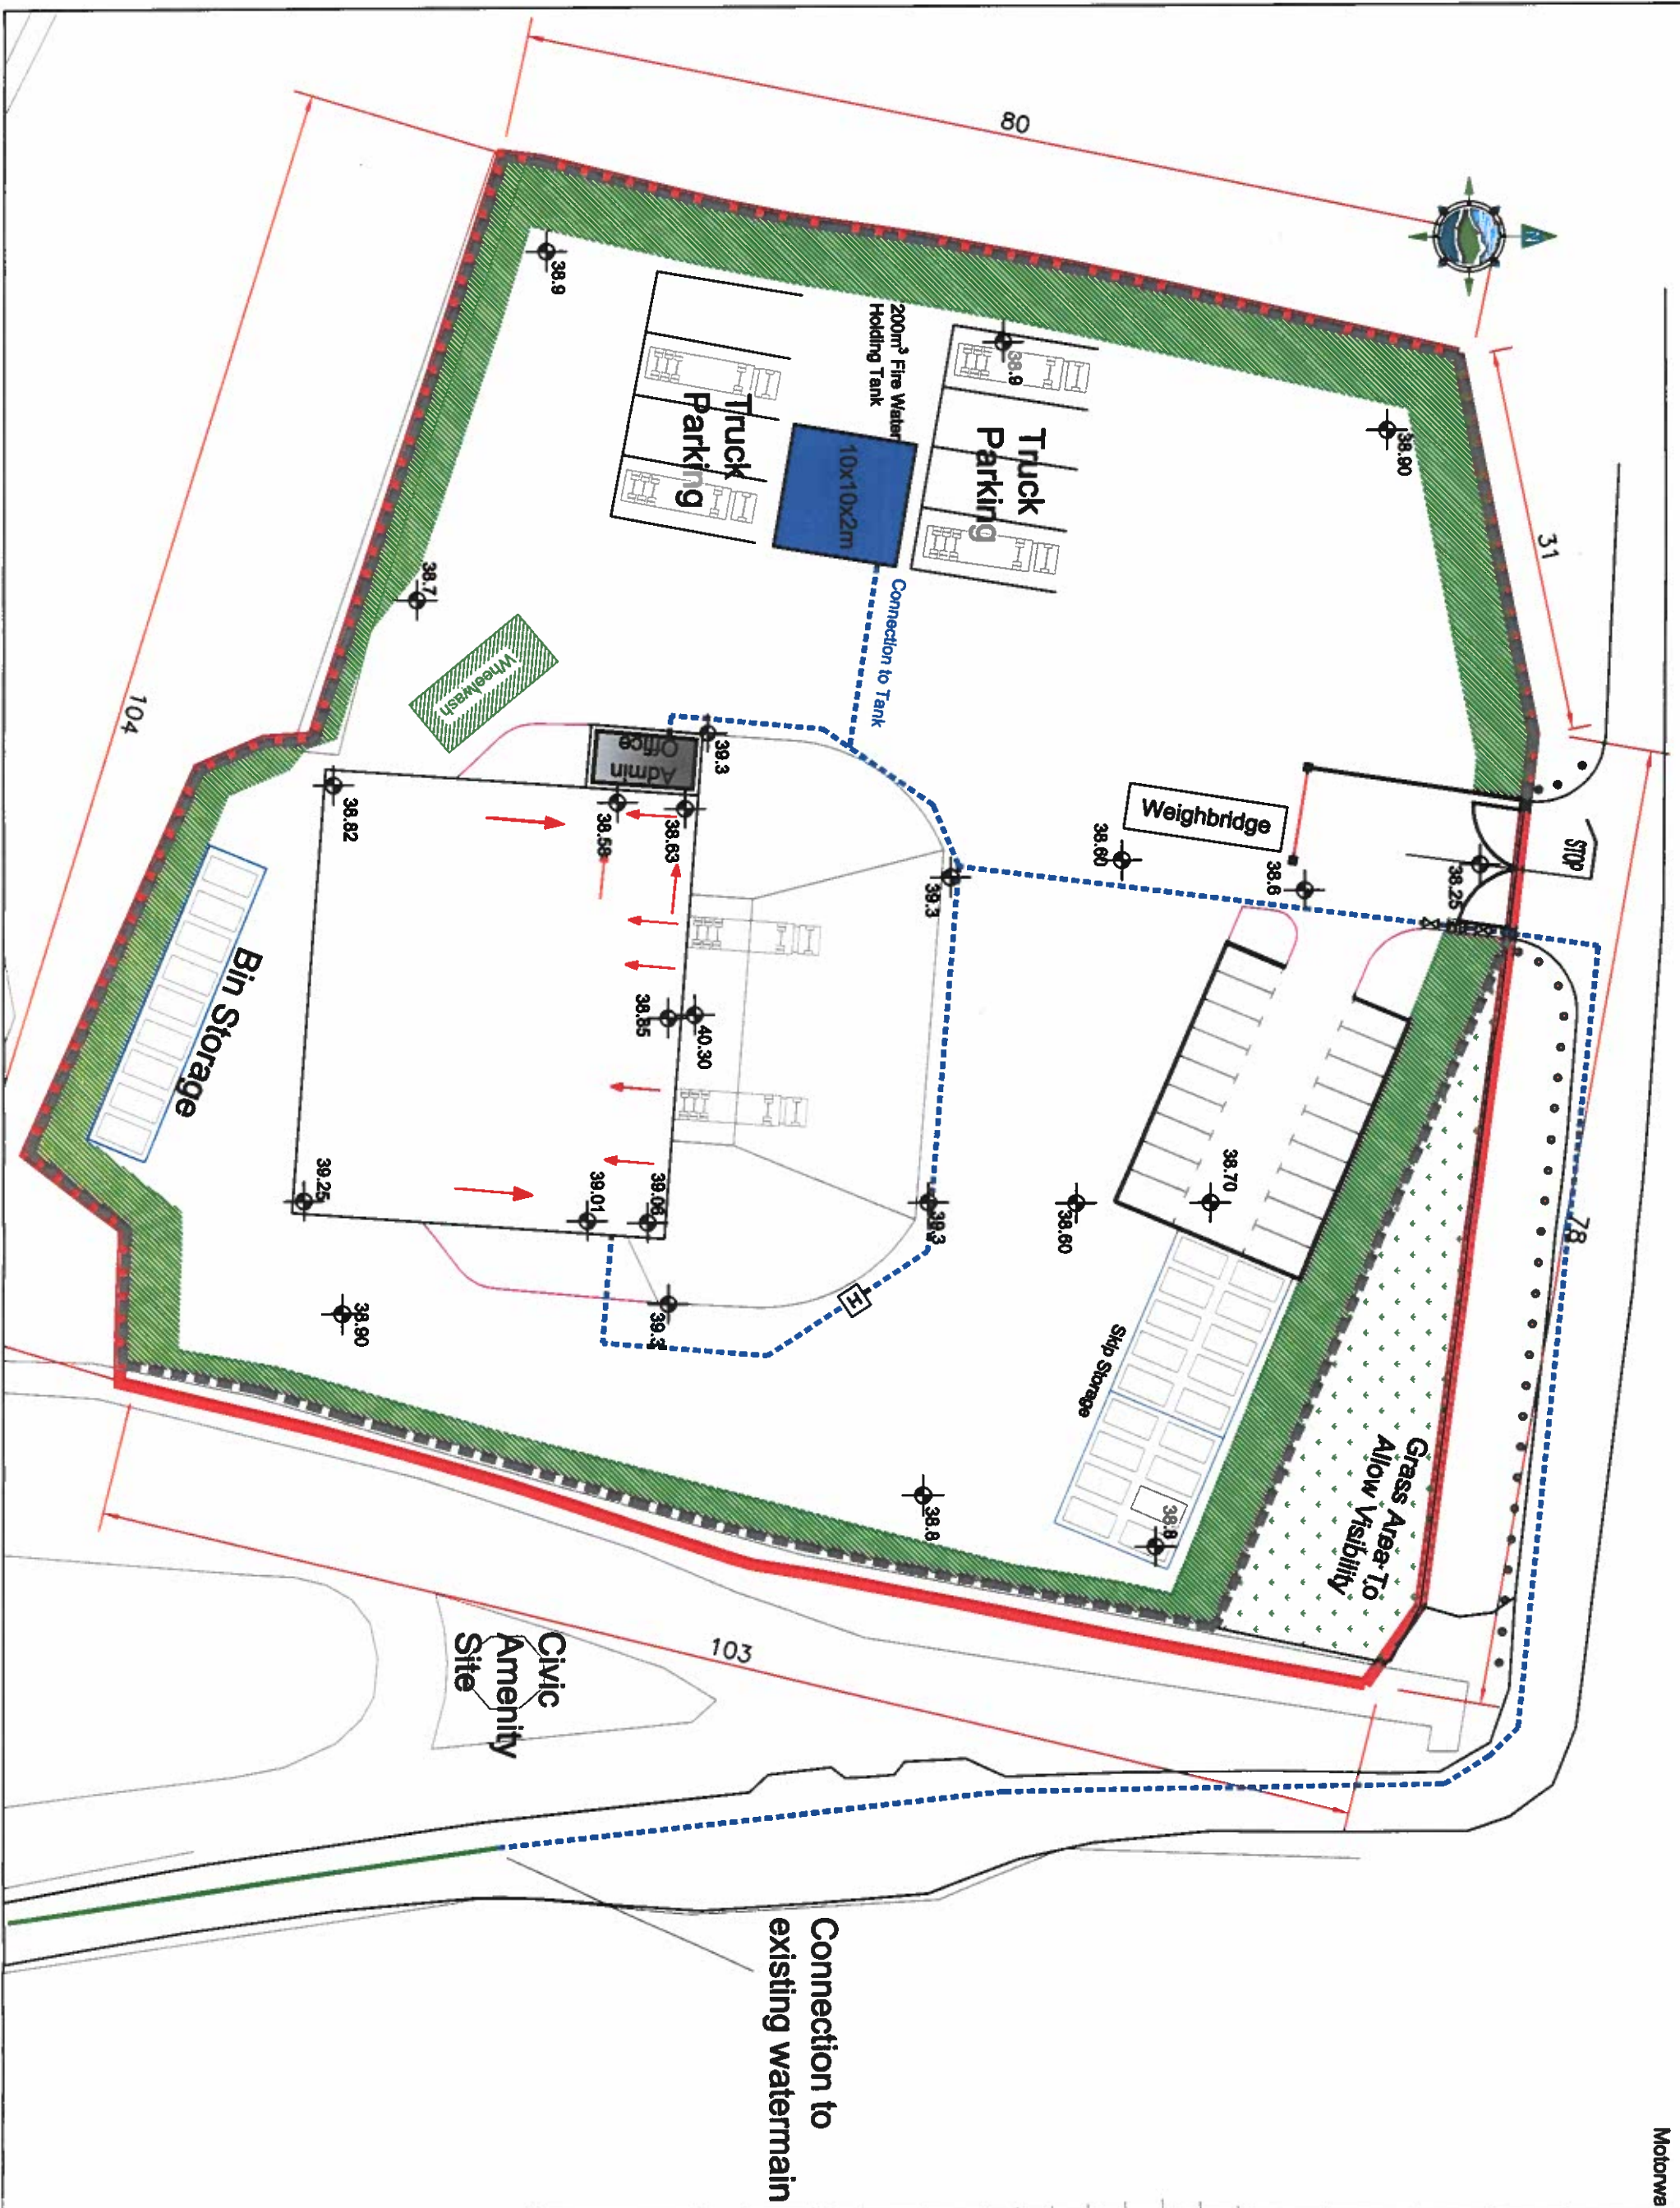 Motorwa
78
STOP
31
N
Grass Area To
Allow Visibility
38.25
38.90
38.6
Weighbridge
38.70
38.8
Skip Storage
38.60
38.60
Truck
Parking
38.9
39.3
39.3
38.8
80
200m³ Fire Water
Holding Tank
10x10x2m
Connection to Tank
H
Connection to
existing watermain
Truck
Parking
39.3
40.30
39.3
103
Admin
Office
38.63
38.58
38.85
39.06
39.01
38.9
Wheelwash
Civic
Amenity
Site
38.7
38.82
39.25
38.90
Bin Storage
104